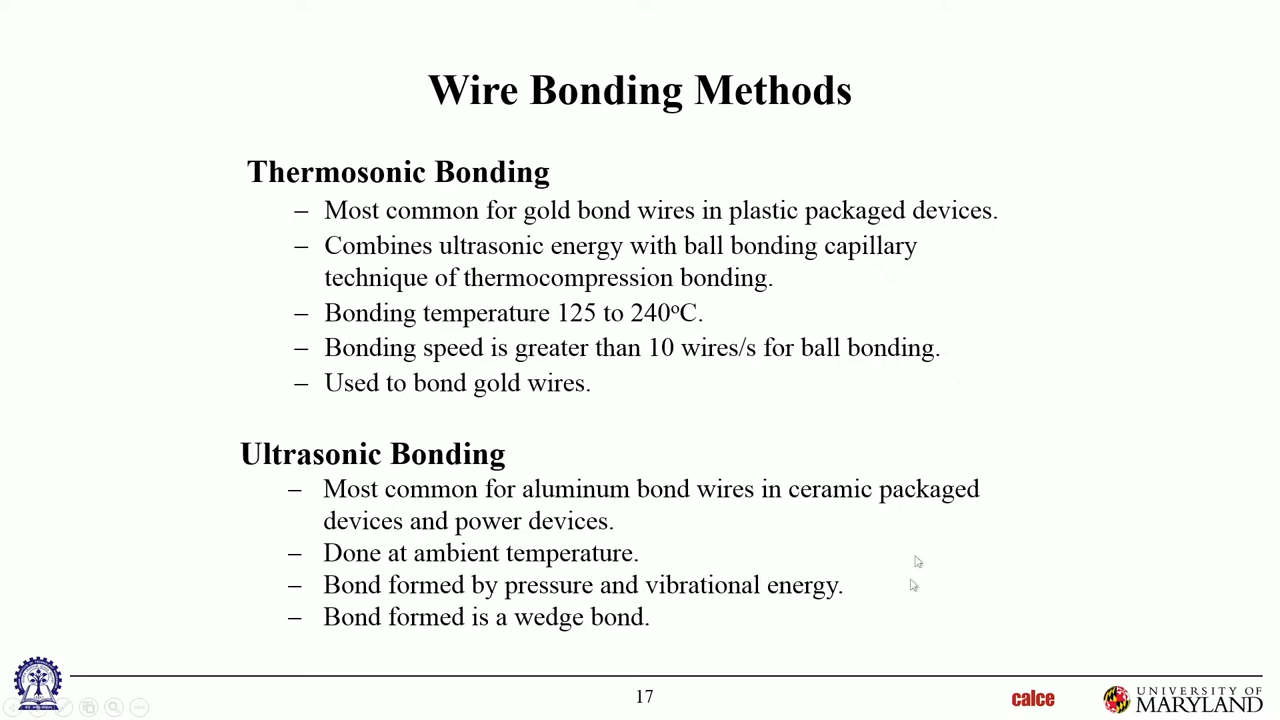 Wire Bonding Methods
Thermosonic Bonding
– Most common for gold bond wires in plastic packaged devices.
– Combines ultrasonic energy with ball bonding capillary
technique of thermocompression bonding.
– Bonding temperature 125 to 240ºC.
– Bonding speed is greater than 10 wires/s for ball bonding.
– Used to bond gold wires.
Ultrasonic Bonding
– Most common for aluminum bond wires in ceramic packaged
devices and power devices.
– Done at ambient temperature.
– Bond formed by pressure and vibrational energy.
– Bond formed is a wedge bond.
17
calce
UNIVERSITY OF
MARYLAND